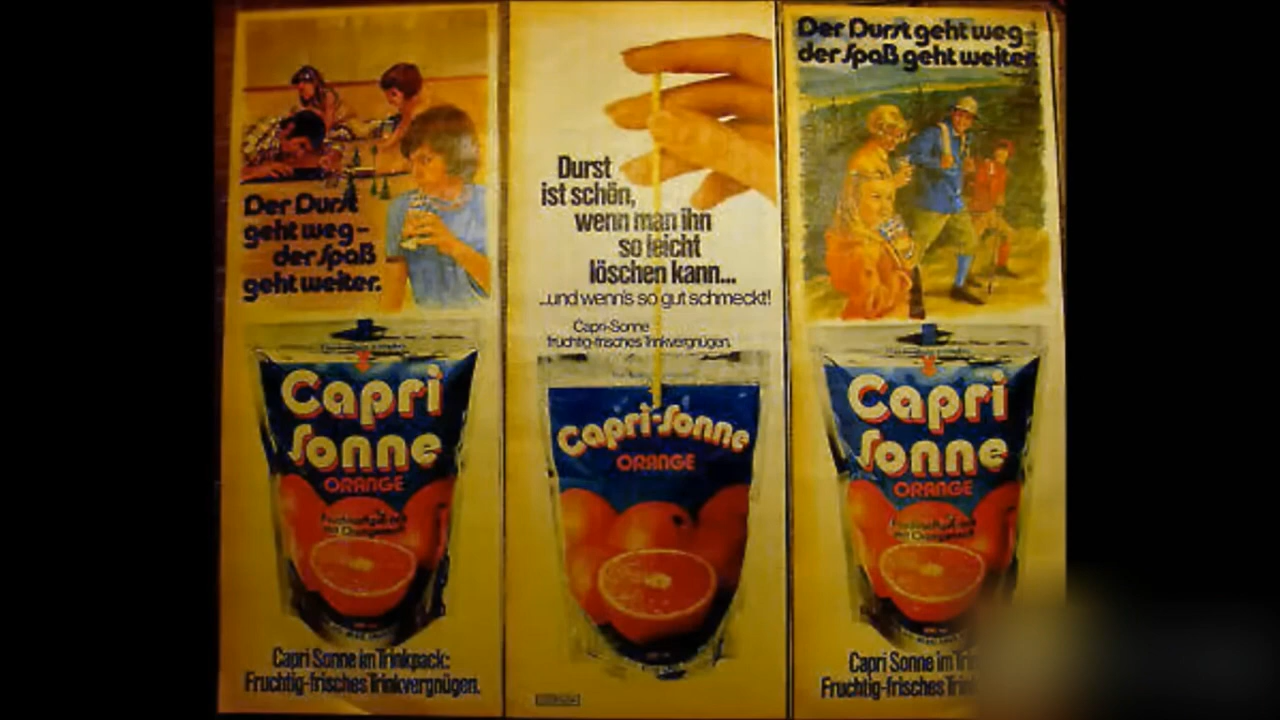 Der Durst
geht weg-
der Spaß
geht weiter.
Capri
Sonne
ORANGE
Capri Sonne im Trinkpack:
Fruchtig-frisches Trinkvergnügen.
Durst
ist schön,
wenn man ihn
so leicht
löschen kann...
...und wenn's so gut schmeckt!
Capri-Sonne
fruchtig-frisches Trinkvergnügen.
Capri-Sonne
ORANGE
Der Durst geht weg
der Spaß geht weiter.
Capri
Sonne
ORANGE
Capri Sonne im
Fruchtig-frisches